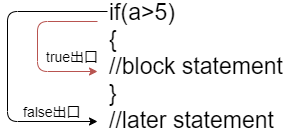 if(a>5)
{
true出口
//block statement
}
false出口
//later statement